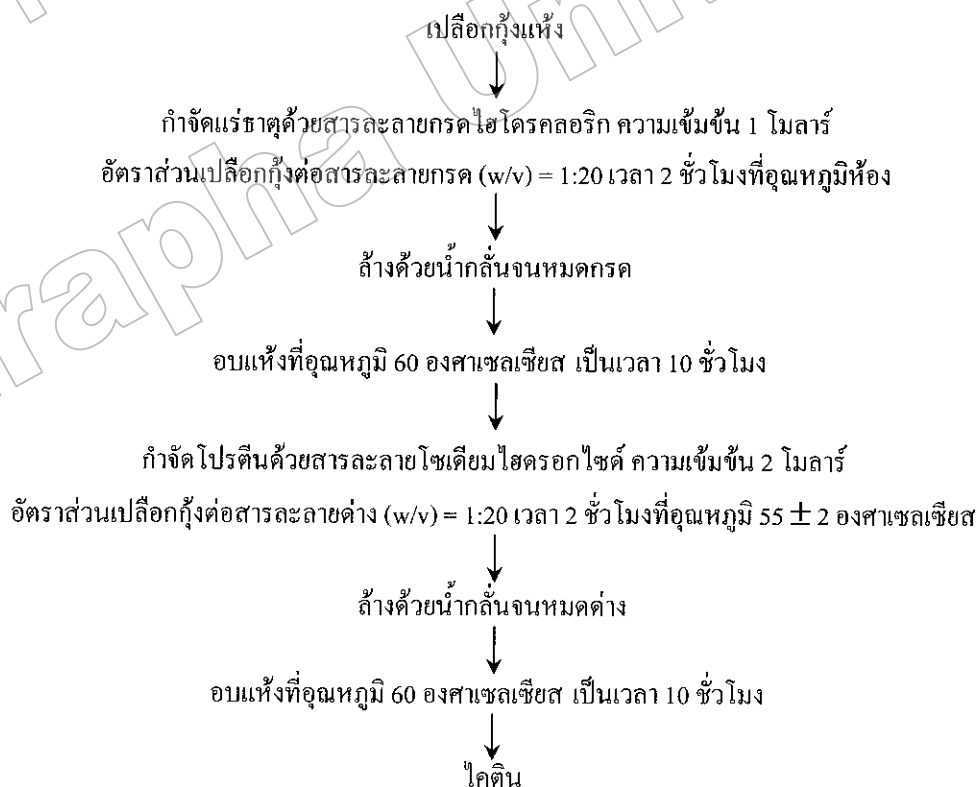 เปลือกกุ้งแห้ง
กำจัดแร่ธาตุด้วยสารละลายกรดไฮโดรคลอริก ความเข้มข้น 1 โมลาร์
อัตราส่วนเปลือกกุ้งต่อสารละลายกรด (w/v) = 1:20 เวลา 2 ชั่วโมงที่อุณหภูมิห้อง
ล้างด้วยน้ำกลั่นจนหมดกรด
อบแห้งที่อุณหภูมิ 60 องศาเซลเซียส เป็นเวลา 10 ชั่วโมง
กำจัดโปรตีนด้วยสารละลายโซเดียมไฮดรอกไซด์ ความเข้มข้น 2 โมลาร์
อัตราส่วนเปลือกกุ้งต่อสารละลายด่าง (w/v) = 1:20 เวลา 2 ชั่วโมงที่อุณหภูมิ 55 ± 2 องศาเซลเซียส
ล้างด้วยน้ำกลั่นจนหมดด่าง
อบแห้งที่อุณหภูมิ 60 องศาเซลเซียส เป็นเวลา 10 ชั่วโมง
ไคติน
rapha Uni